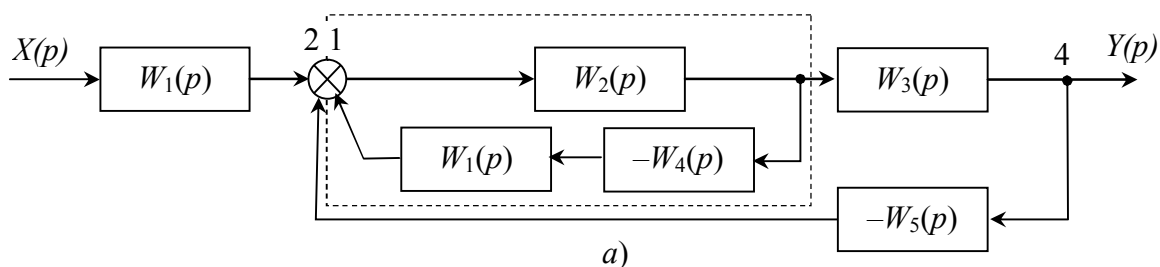 X(p) W₁(p) 2 1 W₂(p) W₃(p) 4 Y(p)
W₁(p) –W₄(p)
–W₅(p)
а)